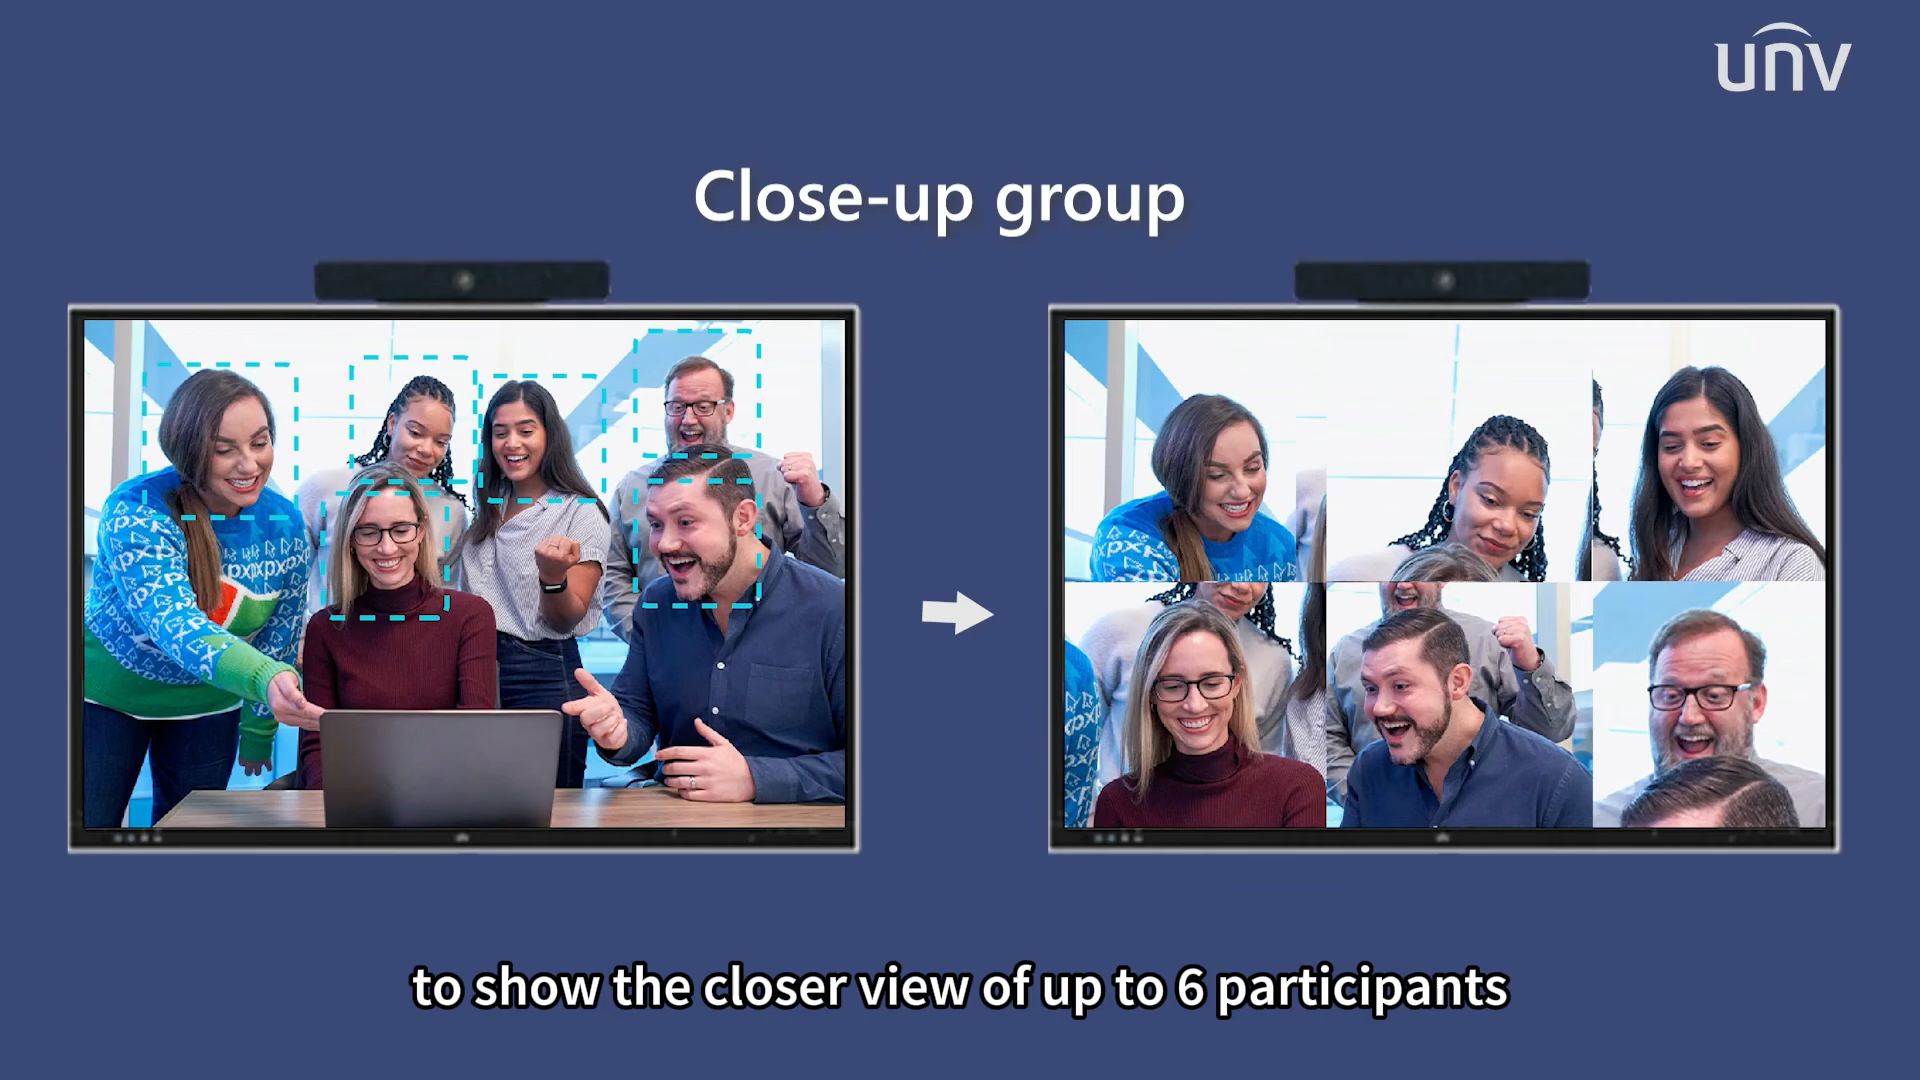 unv
Close-up group
to show the closer view of up to 6 participants